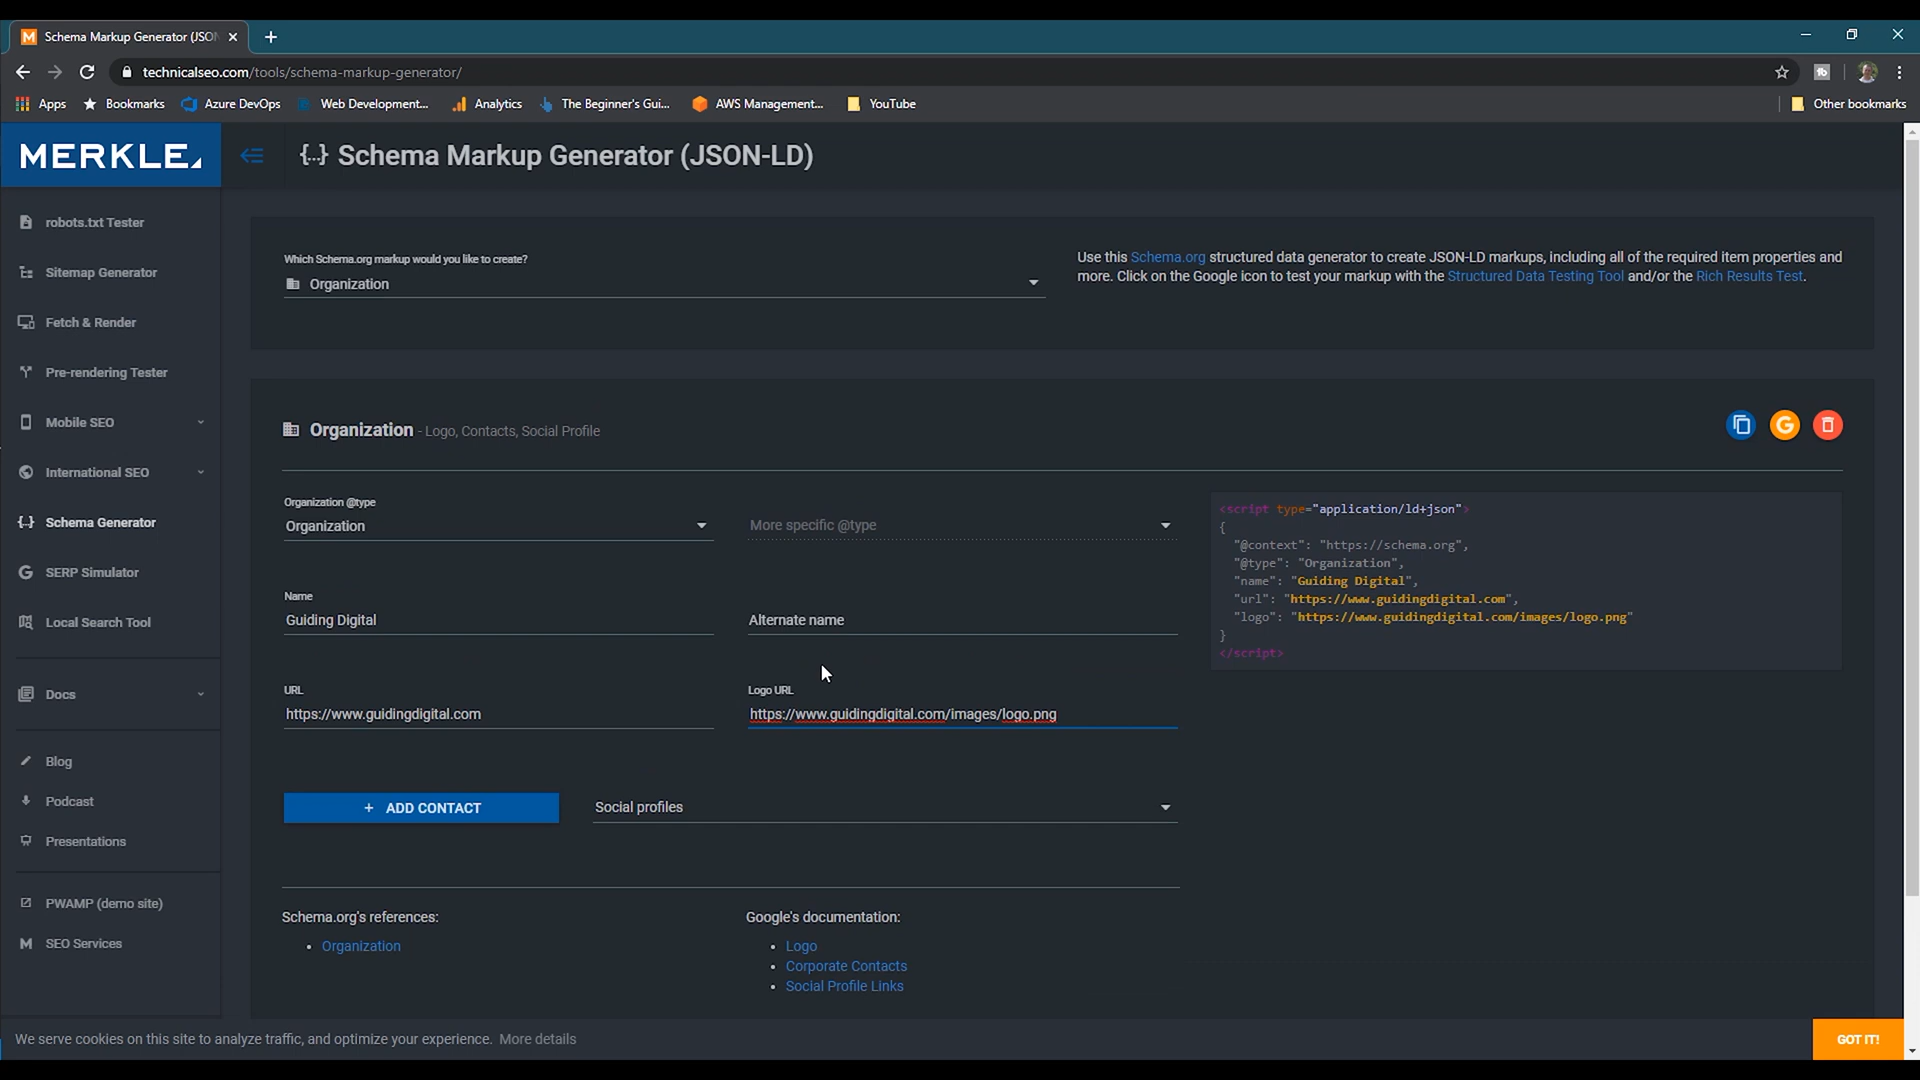 Schema Markup Generator (JSON
technicalseo.com/tools/schema-markup-generator/
Apps
Bookmarks
Azure DevOps
Web Development...
Analytics
The Beginner's Gui...
AWS Management...
YouTube
Other bookmarks
MERKLE
{...} Schema Markup Generator (JSON-LD)
robots.txt Tester
Sitemap Generator
Fetch & Render
Pre-rendering Tester
Mobile SEO
International SEO
Schema Generator
SERP Simulator
Local Search Tool
Docs
Blog
Podcast
Presentations
PWAMP (demo site)
SEO Services
Which Schema.org markup would you like to create?
Organization
Use this Schema.org structured data generator to create JSON-LD markups, including all of the required item properties and
more. Click on the Google icon to test your markup with the Structured Data Testing Tool and/or the Rich Results Test.
Organization - Logo, Contacts, Social Profile
Organization @type
Organization
More specific @type
Name
Guiding Digital
Alternate name
URL
https://www.guidingdigital.com
Logo URL
https://www.guidingdigital.com/images/logo.png
+ ADD CONTACT
Social profiles
<script type="application/ld+json">
{
"@context": "https://schema.org",
"@type": "Organization",
"name": "Guiding Digital",
"url": "https://www.guidingdigital.com",
"logo": "https://www.guidingdigital.com/images/logo.png"
}
</script>
Schema.org's references:
• Organization
Google's documentation:
• Logo
• Corporate Contacts
• Social Profile Links
We serve cookies on this site to analyze traffic, and optimize your experience. More details
GOT IT!